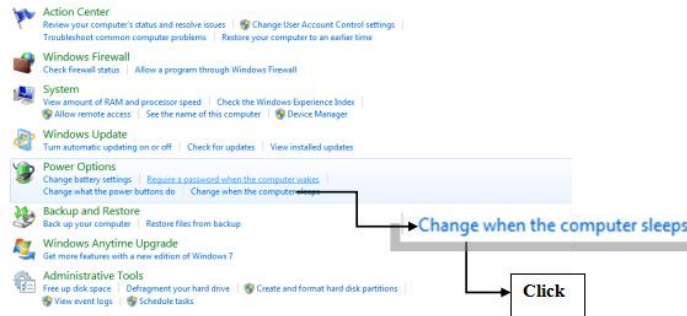 Action Center
Review your computer's status and resolve issues Change User Account Control settings
Troubleshoot common computer problems Restore your computer to an earlier time
Windows Firewall
Check firewall status Allow a program through Windows Firewall
System
View amount of RAM and processor speed Check the Windows Experience Index
Allow remote access See the name of this computer Device Manager
Windows Update
Turn automatic updating on or off Check for updates View installed updates
Power Options
Change battery settings Require a password when the computer wakes
Change what the power buttons do Change when the computer sleeps
Change when the computer sleeps
Backup and Restore
Back up your computer Restore files from backup
Windows Anytime Upgrade
Get more features with a new edition of Windows 7
Administrative Tools
Free up disk space Defragment your hard drive Create and format hard disk partitions
View event logs Schedule tasks
Click